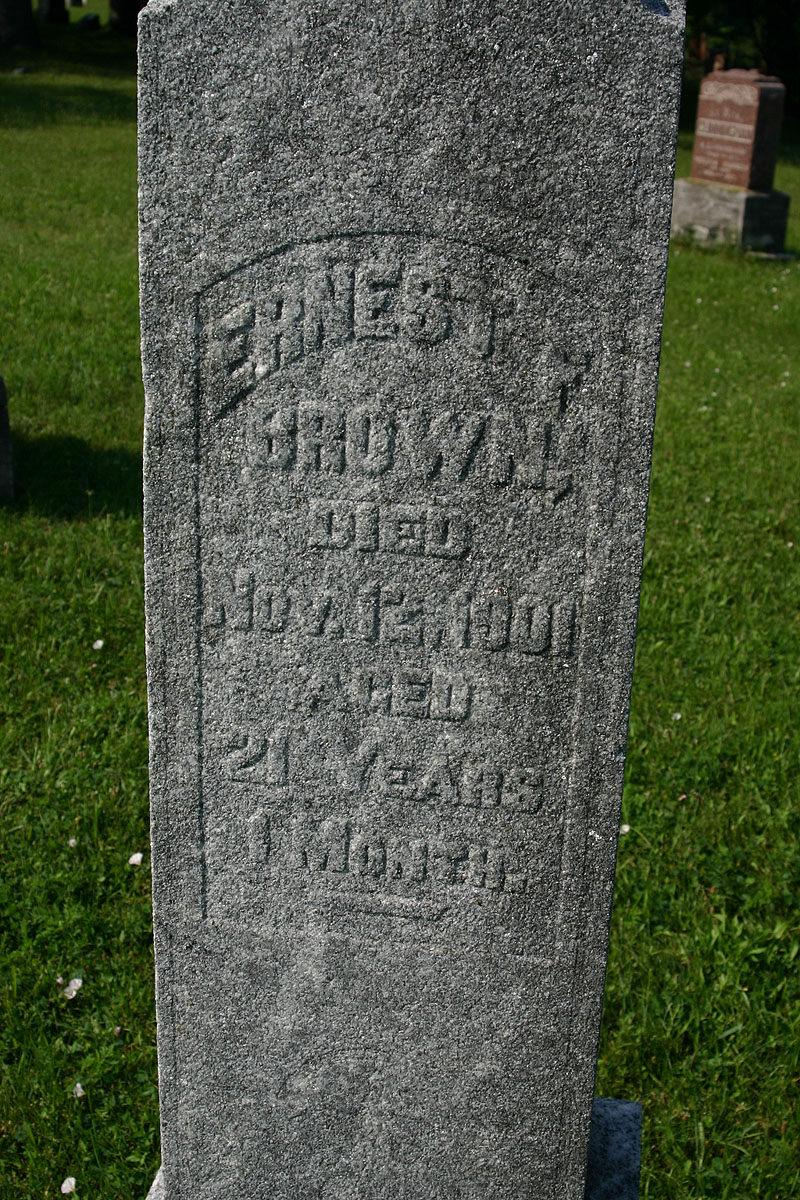 ERNEST
BROWN,
DIED
NOV. 12, 1901
AGED
21 YEARS
1 MONTH.